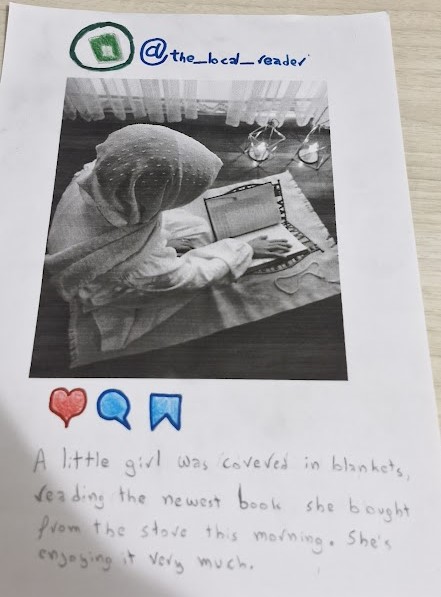 @the_local_reader
A little girl was covered in blankets,
reading the newest book she bought
from the store this morning. She's
enjoying it very much.